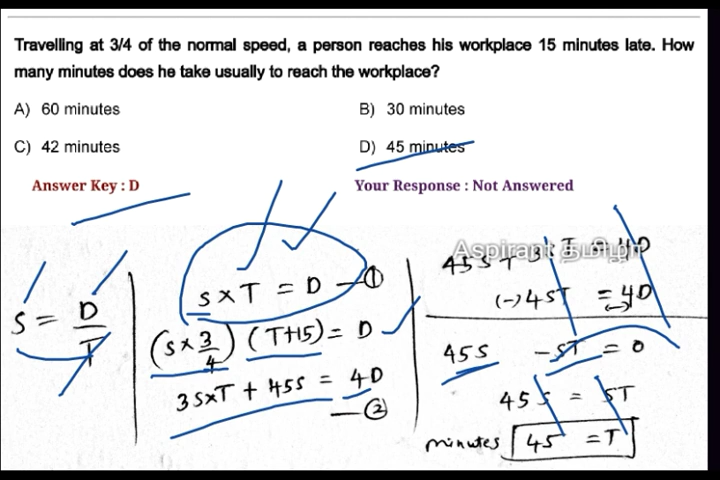 Travelling at 3/4 of the normal speed, a person reaches his workplace 15 minutes late. How
many minutes does he take usually to reach the workplace?
A) 60 minutes
B) 30 minutes
C) 42 minutes
D) 45 minutes
Answer Key : D
Your Response : Not Answered
S = D/T
S×T = D —①
(S×3/4) (T+15) = D
3S×T + 45S = 4D
—②
Aspirant நண்பா
45S + 3ST = 4D
(-) 4ST = 4D
45S - ST = 0
45S = ST
minutes 45 = T